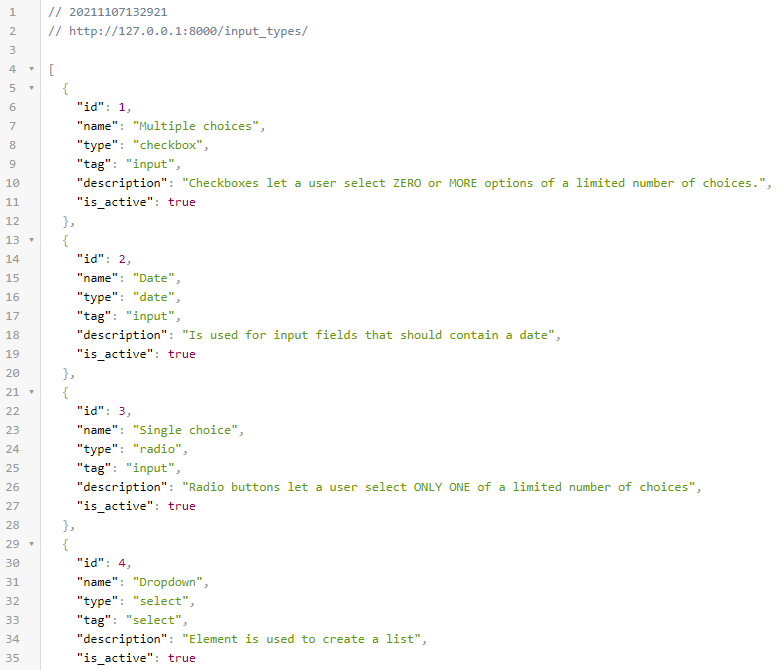 1 // 20211107132921
2 // http://127.0.0.1:8000/input_types/
3
4 [
5 {
6 "id": 1,
7 "name": "Multiple choices",
8 "type": "checkbox",
9 "tag": "input",
10 "description": "Checkboxes let a user select ZERO or MORE options of a limited number of choices.",
11 "is_active": true
12 },
13 {
14 "id": 2,
15 "name": "Date",
16 "type": "date",
17 "tag": "input",
18 "description": "Is used for input fields that should contain a date",
19 "is_active": true
20 },
21 {
22 "id": 3,
23 "name": "Single choice",
24 "type": "radio",
25 "tag": "input",
26 "description": "Radio buttons let a user select ONLY ONE of a limited number of choices",
27 "is_active": true
28 },
29 {
30 "id": 4,
31 "name": "Dropdown",
32 "type": "select",
33 "tag": "select",
34 "description": "Element is used to create a list",
35 "is_active": true